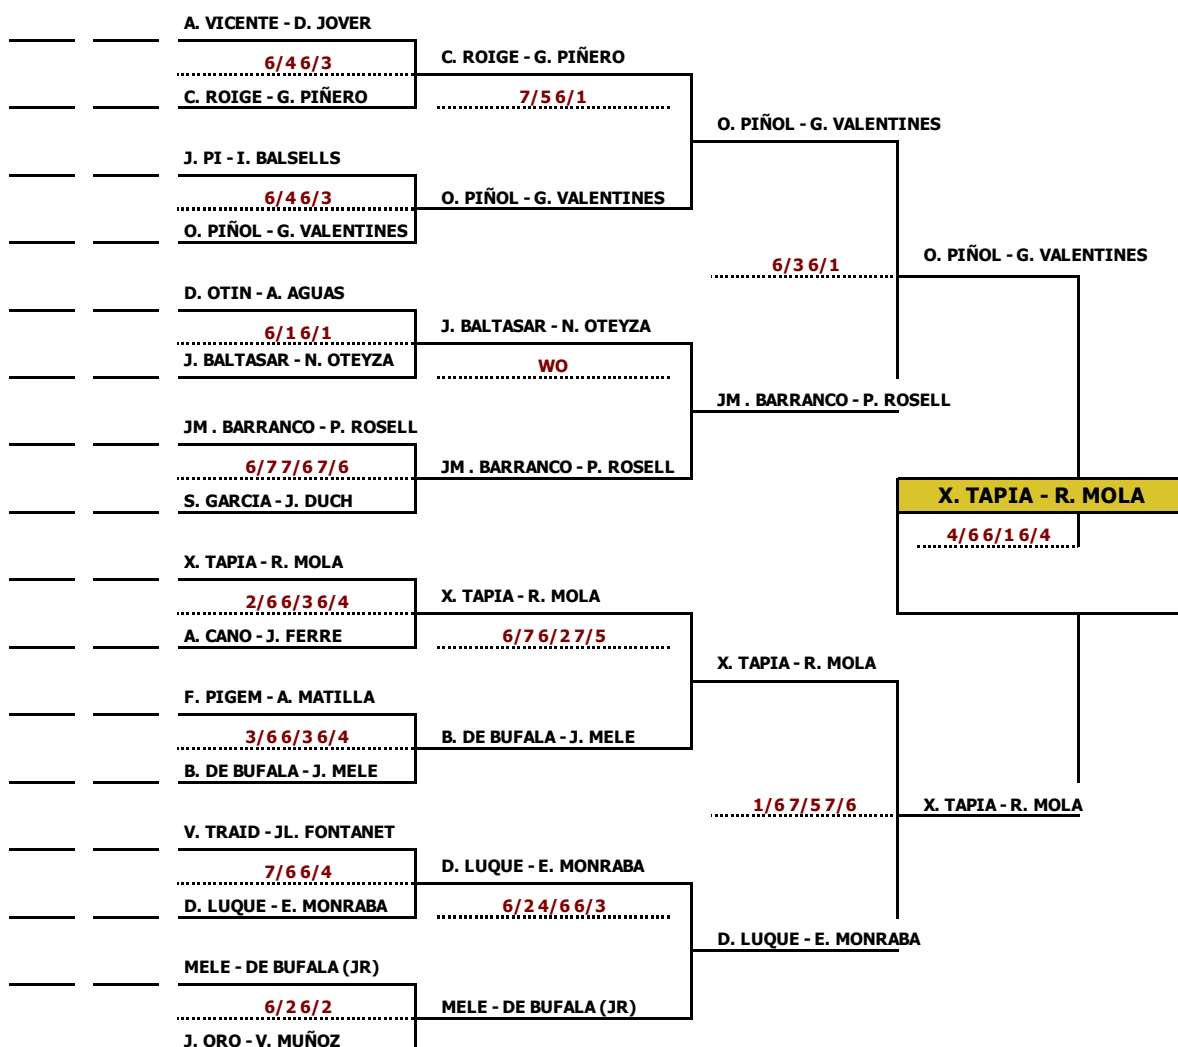 A. VICENTE - D. JOVER
6/4 6/3
C. ROIGE - G. PIÑERO
C. ROIGE - G. PIÑERO
7/5 6/1
O. PIÑOL - G. VALENTINES
J. PI - I. BALSELLS
6/4 6/3
O. PIÑOL - G. VALENTINES
O. PIÑOL - G. VALENTINES
6/3 6/1
O. PIÑOL - G. VALENTINES
D. OTIN - A. AGUAS
6/1 6/1
J. BALTASAR - N. OTEYZA
J. BALTASAR - N. OTEYZA
WO
JM . BARRANCO - P. ROSELL
JM . BARRANCO - P. ROSELL
6/7 7/6 7/6
JM . BARRANCO - P. ROSELL
S. GARCIA - J. DUCH
X. TAPIA - R. MOLA
4/6 6/1 6/4
X. TAPIA - R. MOLA
2/6 6/3 6/4
X. TAPIA - R. MOLA
A. CANO - J. FERRE
6/7 6/2 7/5
X. TAPIA - R. MOLA
F. PIGEM - A. MATILLA
3/6 6/3 6/4
B. DE BUFALA - J. MELE
B. DE BUFALA - J. MELE
1/6 7/5 7/6
X. TAPIA - R. MOLA
V. TRAID - JL. FONTANET
7/6 6/4
D. LUQUE - E. MONRABA
D. LUQUE - E. MONRABA
6/2 4/6 6/3
D. LUQUE - E. MONRABA
MELE - DE BUFALA (JR)
6/2 6/2
MELE - DE BUFALA (JR)
J. ORO - V. MUÑOZ